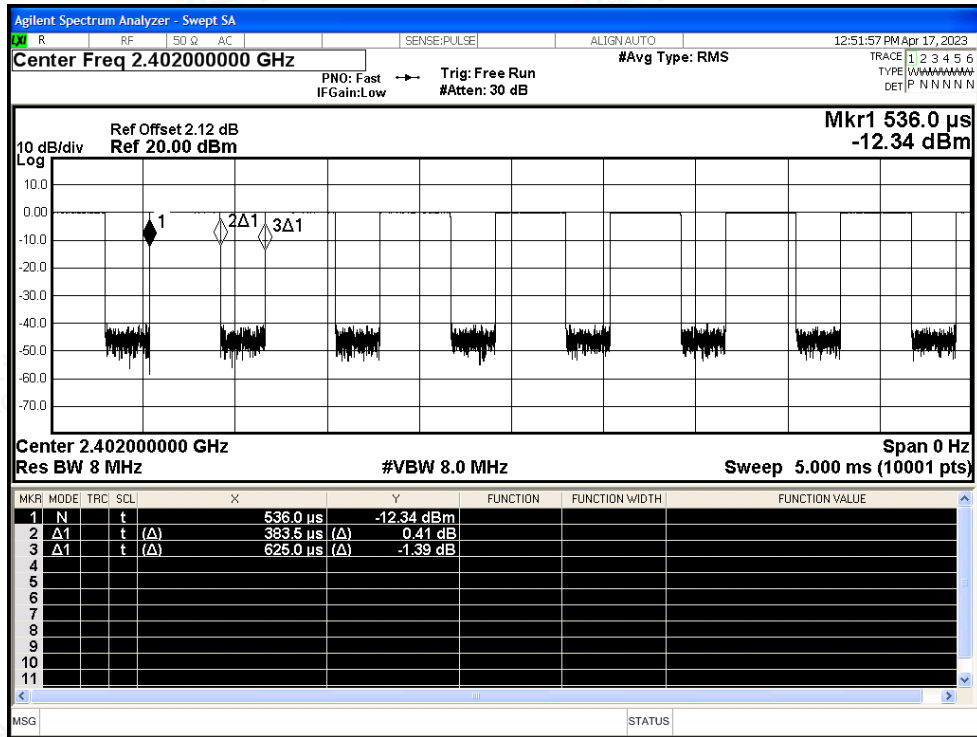 Agilent Spectrum Analyzer - Swept SA
LXI R RF 50 Ω AC SENSE:PULSE ALIGN AUTO 12:51:57 PM Apr 17, 2023
Center Freq 2.402000000 GHz #Avg Type: RMS TRACE 1 2 3 4 5 6
PNO: Fast Trig: Free Run TYPE WWWWWW
IFGain:Low #Atten: 30 dB DET P N N N N N
Mkr1 536.0 µs
Ref Offset 2.12 dB
10 dB/div Ref 20.00 dBm -12.34 dBm
Log
10.0
0.00
1 2Δ1 3Δ1
-10.0
-20.0
-30.0
-40.0
-50.0
-60.0
-70.0
Center 2.402000000 GHz Span 0 Hz
Res BW 8 MHz #VBW 8.0 MHz Sweep 5.000 ms (10001 pts)
MKR MODE TRC SCL X Y FUNCTION FUNCTION WIDTH FUNCTION VALUE
1 N t 536.0 µs -12.34 dBm
2 Δ1 t (Δ) 383.5 µs (Δ) 0.41 dB
3 Δ1 t (Δ) 625.0 µs (Δ) -1.39 dB
4
5
6
7
8
9
10
11
MSG STATUS